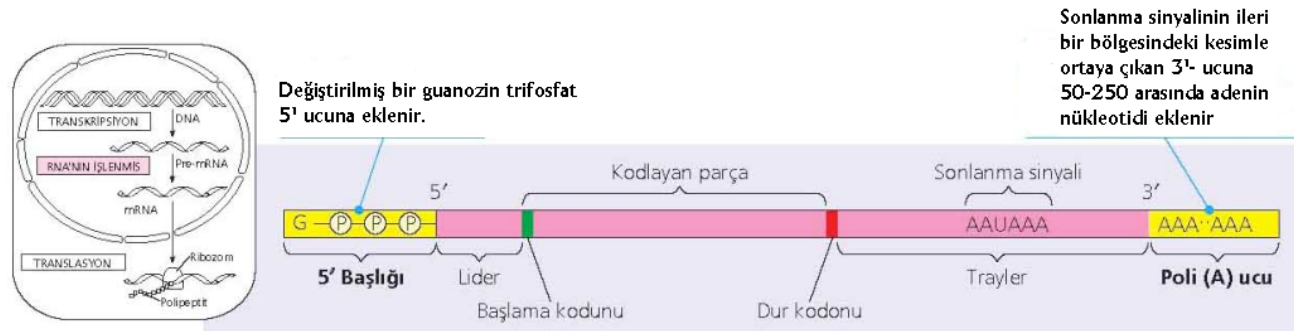 TRANSKRİPSİYON
DNA
RNA'NIN İŞLENMİŞ
Pre-mRNA
mRNA
TRANSLASYON
Ribozom
Polipeptit
Değiştirilmiş bir guanozin trifosfat
5' ucuna eklenir.
Sonlanma sinyalinin ileri
bir bölgesindeki kesimle
ortaya çıkan 3'- ucuna
50-250 arasında adenin
nükleotidi eklenir
5′
Kodlayan parça
Sonlanma sinyali
3′
G P P P
AAUAAA
AAA··AAA
5′ Başlığı
Lider
Trayler
Poli (A) ucu
Başlama kodunu
Dur kodonu